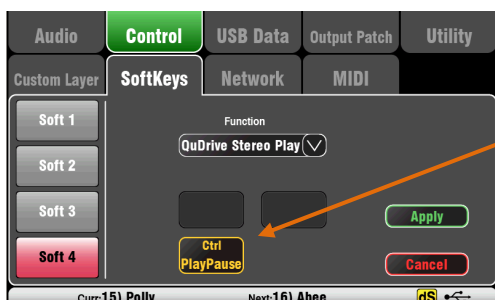 Audio Control USB Data Output Patch Utility
Custom Layer SoftKeys Network MIDI
Soft 1
Function
QuDrive Stereo Play
Soft 2
Soft 3
Apply
Soft 4
Ctrl
PlayPause
Cancel
Curr:15) Polly Next:16) Abee dS